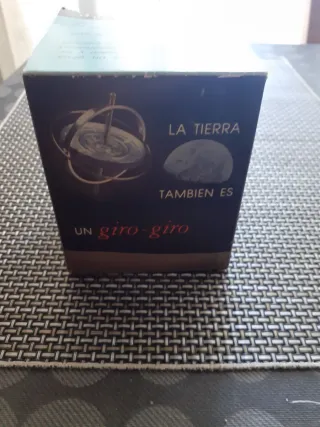 LA TIERRA
TAMBIEN ES
UN giro-giro